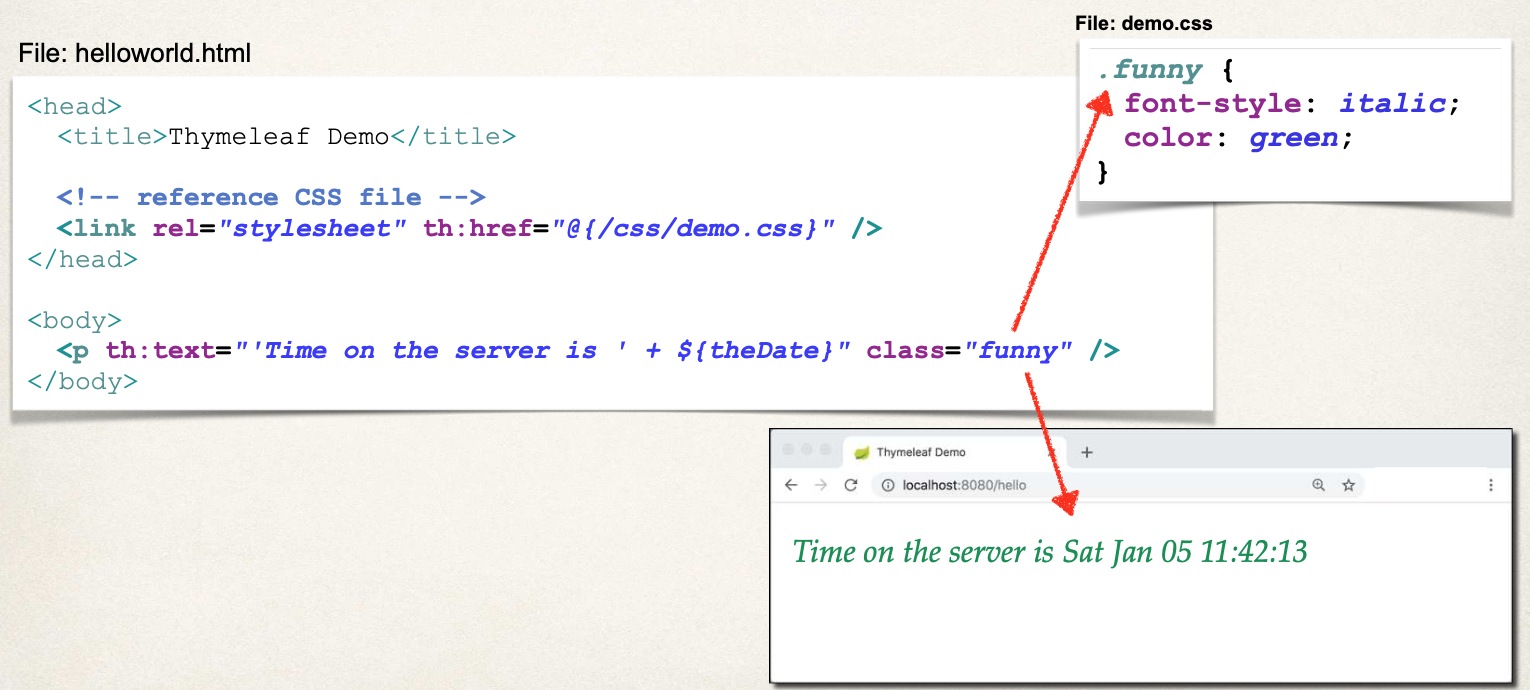 File: helloworld.html
<head>
<title>Thymeleaf Demo</title>
<!-- reference CSS file -->
<link rel="stylesheet" th:href="@{/css/demo.css}" />
</head>
<body>
<p th:text="'Time on the server is ' + ${theDate}" class="funny" />
</body>
File: demo.css
.funny {
font-style: italic;
color: green;
}
Thymeleaf Demo
localhost:8080/hello
Time on the server is Sat Jan 05 11:42:13